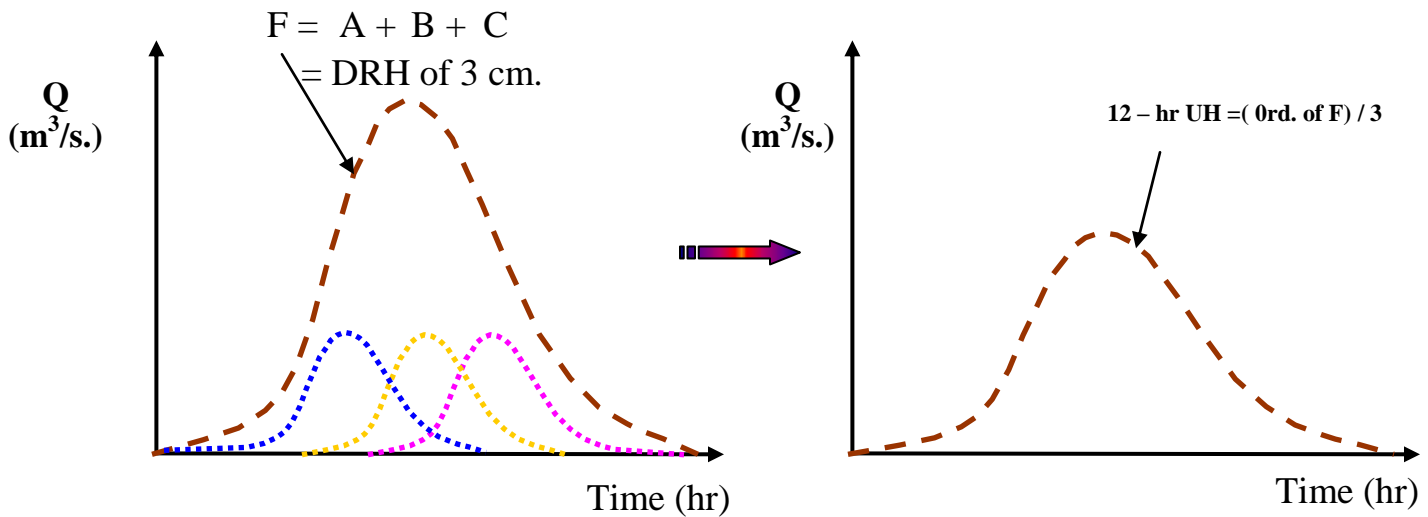 F = A + B + C
= DRH of 3 cm.
Q
(m³/s.)
Time (hr)
Q
(m³/s.)
12 – hr UH =( 0rd. of F) / 3
Time (hr)